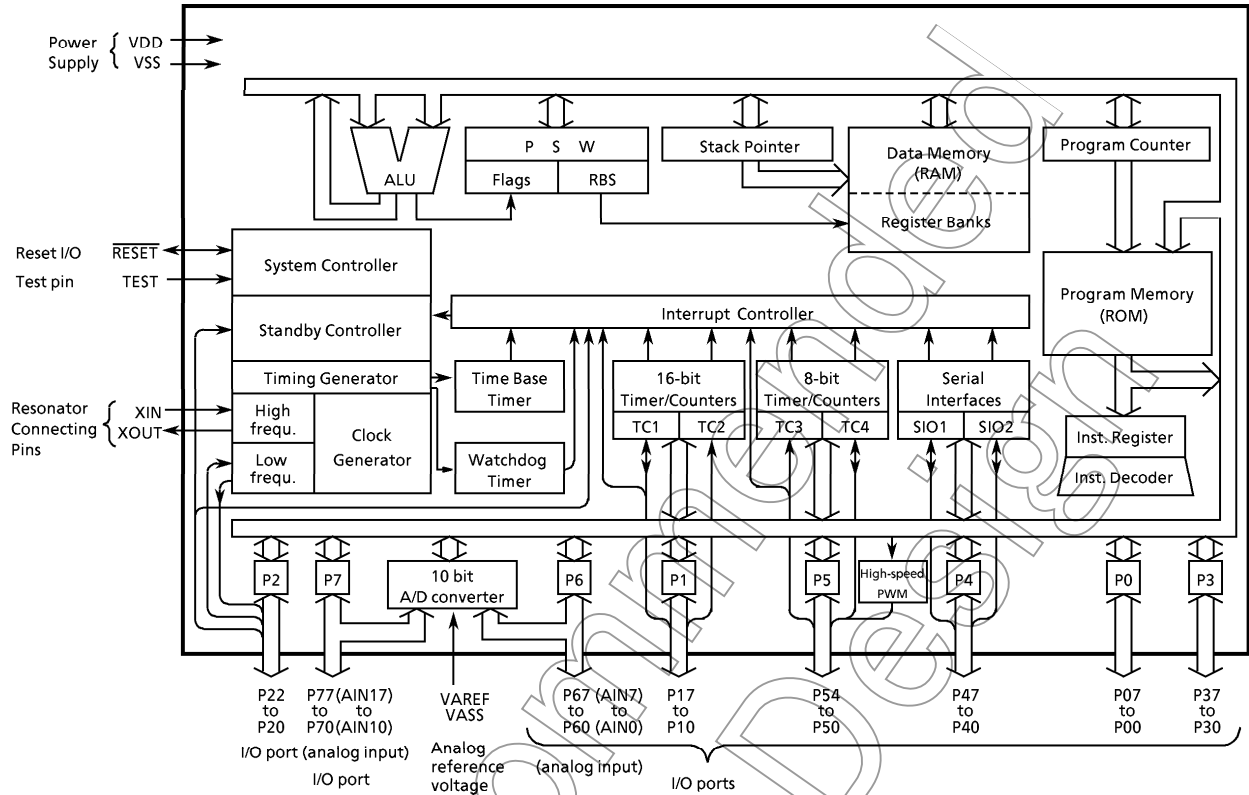 Power
Supply
VDD
VSS
P S W
Flags
RBS
ALU
Stack Pointer
Data Memory
(RAM)
Register Banks
Program Counter
Reset I/O
RESET
Test pin
TEST
System Controller
Standby Controller
Timing Generator
High
frequ.
Low
frequ.
Clock
Generator
Resonator
Connecting
Pins
XIN
XOUT
Interrupt Controller
Time Base
Timer
Watchdog
Timer
16-bit
Timer/Counters
TC1
TC2
8-bit
Timer/Counters
TC3
TC4
Serial
Interfaces
SIO1
SIO2
Program Memory
(ROM)
Inst. Register
Inst. Decoder
P2
P7
10 bit
A/D converter
P6
P1
P5
High-speed
PWM
P4
P0
P3
P22
to
P20
P77(AIN17)
to to
P70(AIN10)
VAREF
VASS
P67 (AIN7)
to to
P60 (AIN0)
P17
to
P10
P54
to
P50
P47
to
P40
P07
to
P00
P37
to
P30
I/O port (analog input)
I/O port
Analog
reference
voltage
(analog input)
I/O ports
ommended
Design